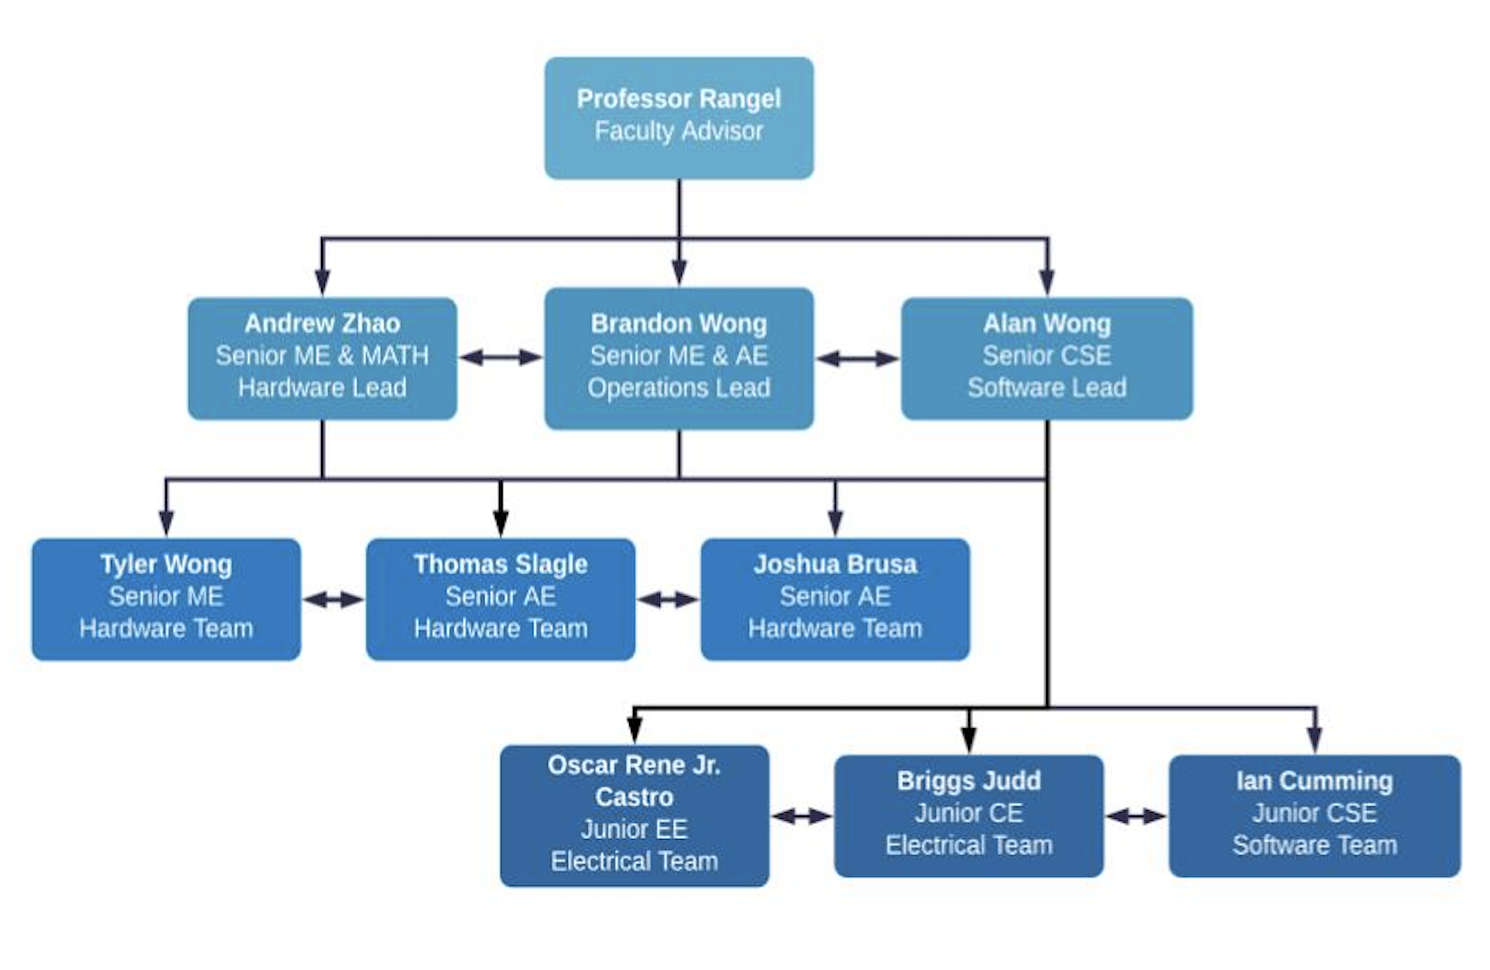 Professor Rangel
Faculty Advisor
Andrew Zhao
Senior ME & MATH
Hardware Lead
Brandon Wong
Senior ME & AE
Operations Lead
Alan Wong
Senior CSE
Software Lead
Tyler Wong
Senior ME
Hardware Team
Thomas Slagle
Senior AE
Hardware Team
Joshua Brusa
Senior AE
Hardware Team
Oscar Rene Jr.
Castro
Junior EE
Electrical Team
Briggs Judd
Junior CE
Electrical Team
Ian Cumming
Junior CSE
Software Team